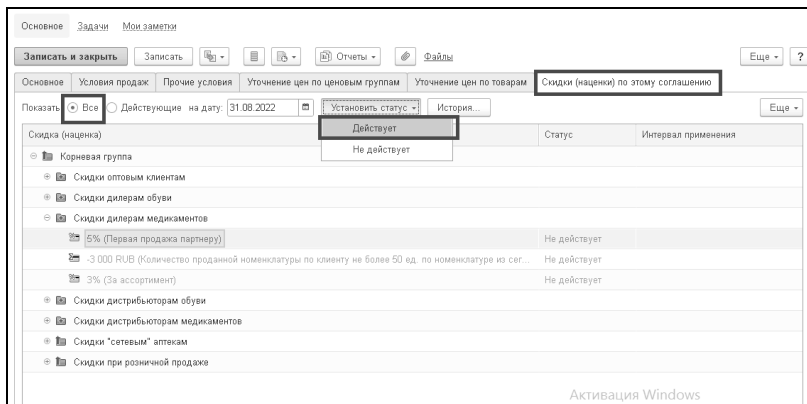 Основное Задачи Мои заметки
Записать и закрыть Записать Отчеты Файлы Еще ?
Основное Условия продаж Прочие условия Уточнение цен по ценовым группам Уточнение цен по товарам Скидки (наценки) по этому соглашению
Показать: Все Действующие на дату: 31.08.2022 Установить статус История... Еще
Действует
Не действует
Скидка (наценка) Статус Интервал применения
Корневая группа
Скидки оптовым клиентам
Скидки дилерам обуви
Скидки дилерам медикаментов
5% (Первая продажа партнеру) Не действует
-3 000 RUB (Количество проданной номенклатуры по клиенту не более 50 ед. по номенклатуре из сег... Не действует
3% (За ассортимент) Не действует
Скидки дистрибьюторам обуви
Скидки дистрибьюторам медикаментов
Скидки "сетевым" аптекам
Скидки при розничной продаже
Активация Windows